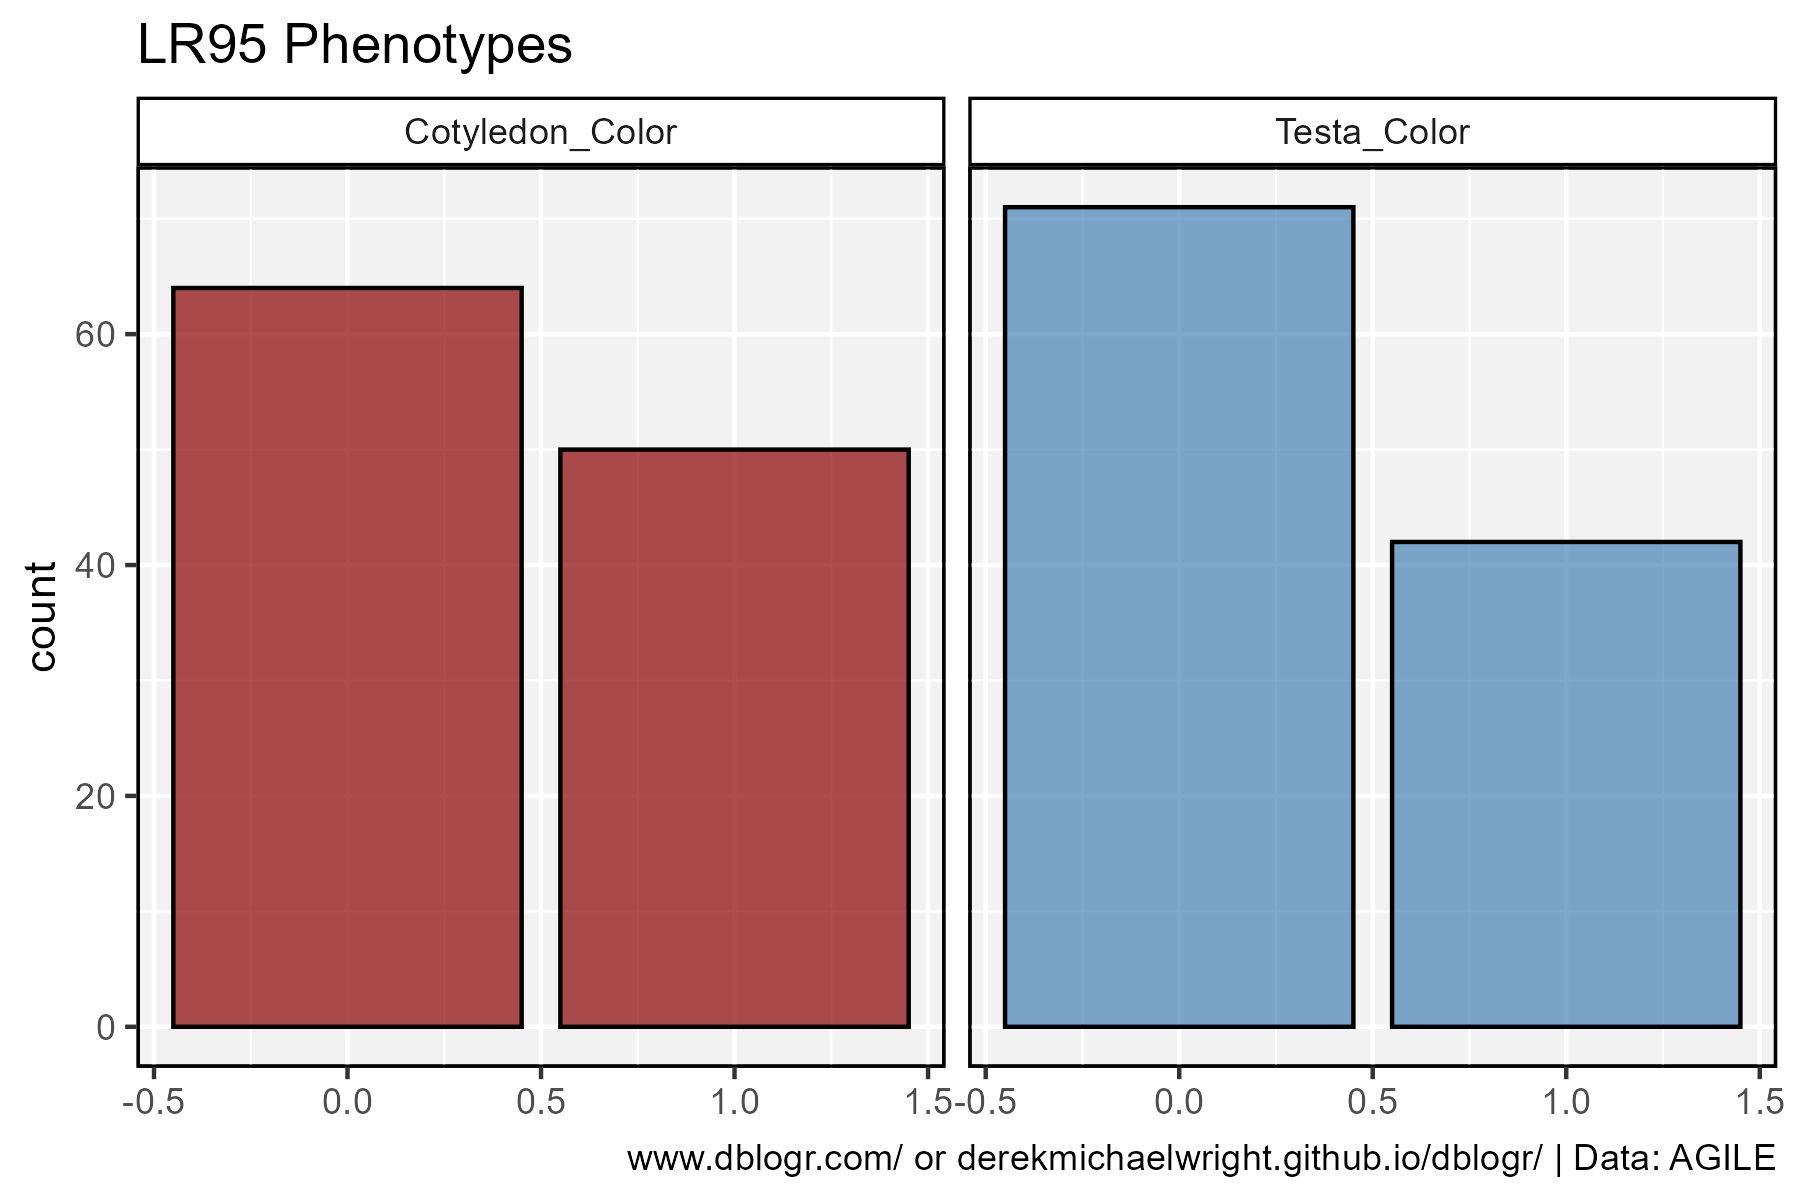 LR95 Phenotypes
Cotyledon_Color Testa_Color
count
60
40
20
0
-0.5 0.0 0.5 1.0 1.5 -0.5 0.0 0.5 1.0 1.5
www.dblogr.com/ or derekmichaelwright.github.io/dblogr/ | Data: AGILE